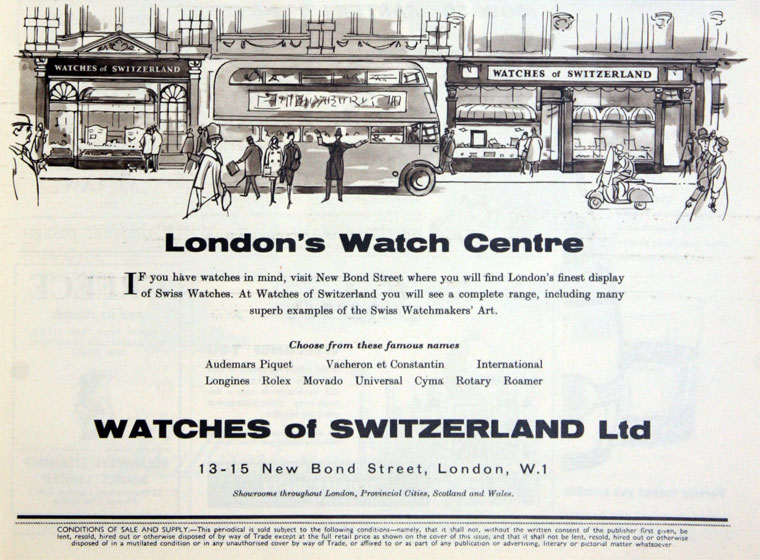 WATCHES of SWITZERLAND
WATCHES of SWITZERLAND
London's Watch Centre
IF you have watches in mind, visit New Bond Street where you will find London's finest display
of Swiss Watches. At Watches of Switzerland you will see a complete range, including many
superb examples of the Swiss Watchmakers' Art.
Choose from these famous names
Audemars Piquet Vacheron et Constantin International
Longines Rolex Movado Universal Cyma Rotary Roamer
WATCHES of SWITZERLAND Ltd
13-15 New Bond Street, London, W.1
Showrooms throughout London, Provincial Cities, Scotland and Wales.
CONDITIONS OF SALE AND SUPPLY.—This periodical is sold subject to the following conditions—namely, that it shall not, without the written consent of the publisher first given, be
lent, resold, hired out or otherwise disposed of by way of Trade except at the full retail price as shown on the cover of this issue, and that it shall not be lent, resold, hired out or otherwise
disposed of in a mutilated condition or in any unauthorised cover by way of Trade, or affixed to or as part of any publication or advertising, literary or pictorial matter whatsoever.